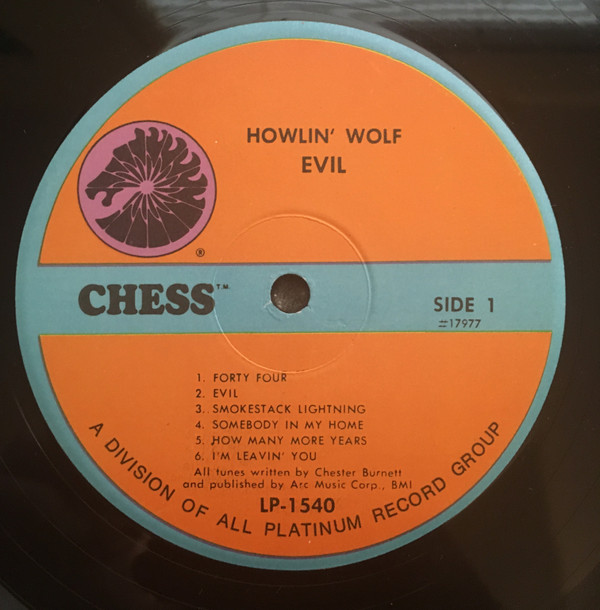 HOWLIN' WOLF
EVIL
®
CHESS T.M.
SIDE 1
#17977
1. FORTY FOUR
2. EVIL
3. SMOKESTACK LIGHTNING
4. SOMEBODY IN MY HOME
5. HOW MANY MORE YEARS
6. I'M LEAVIN' YOU
All tunes written by Chester Burnett
and published by Arc Music Corp., BMI
LP-1540
A DIVISION OF ALL PLATINUM RECORD GROUP